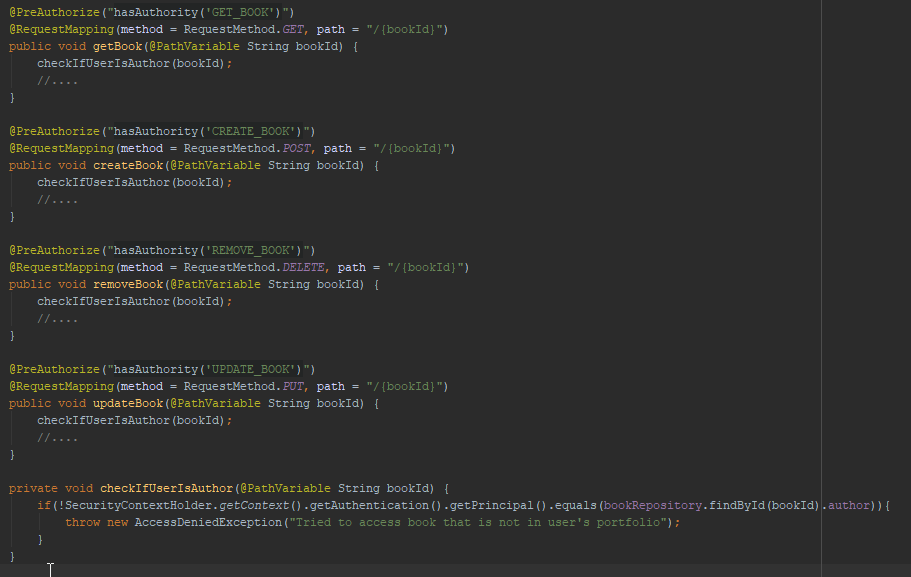 @PreAuthorize("hasAuthority('GET_BOOK')")
@RequestMapping(method = RequestMethod.GET, path = "/{bookId}")
public void getBook(@PathVariable String bookId) {
    checkIfUserIsAuthor(bookId);
    //....
}

@PreAuthorize("hasAuthority('CREATE_BOOK')")
@RequestMapping(method = RequestMethod.POST, path = "/{bookId}")
public void createBook(@PathVariable String bookId) {
    checkIfUserIsAuthor(bookId);
    //....
}

@PreAuthorize("hasAuthority('REMOVE_BOOK')")
@RequestMapping(method = RequestMethod.DELETE, path = "/{bookId}")
public void removeBook(@PathVariable String bookId) {
    checkIfUserIsAuthor(bookId);
    //....
}

@PreAuthorize("hasAuthority('UPDATE_BOOK')")
@RequestMapping(method = RequestMethod.PUT, path = "/{bookId}")
public void updateBook(@PathVariable String bookId) {
    checkIfUserIsAuthor(bookId);
    //....
}

private void checkIfUserIsAuthor(@PathVariable String bookId) {
    if(!SecurityContextHolder.getContext().getAuthentication().getPrincipal().equals(bookRepository.findById(bookId).author)){
        throw new AccessDeniedException("Tried to access book that is not in user's portfolio");
    }
}